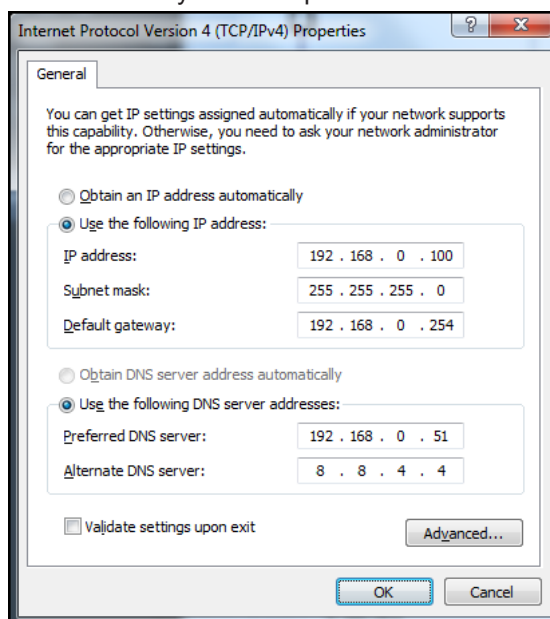 Internet Protocol Version 4 (TCP/IPv4) Properties
General
You can get IP settings assigned automatically if your network supports
this capability. Otherwise, you need to ask your network administrator
for the appropriate IP settings.
Obtain an IP address automatically
Use the following IP address:
IP address: 192 . 168 . 0 . 100
Subnet mask: 255 . 255 . 255 . 0
Default gateway: 192 . 168 . 0 . 254
Obtain DNS server address automatically
Use the following DNS server addresses:
Preferred DNS server: 192 . 168 . 0 . 51
Alternate DNS server: 8 . 8 . 4 . 4
Validate settings upon exit
Advanced...
OK Cancel